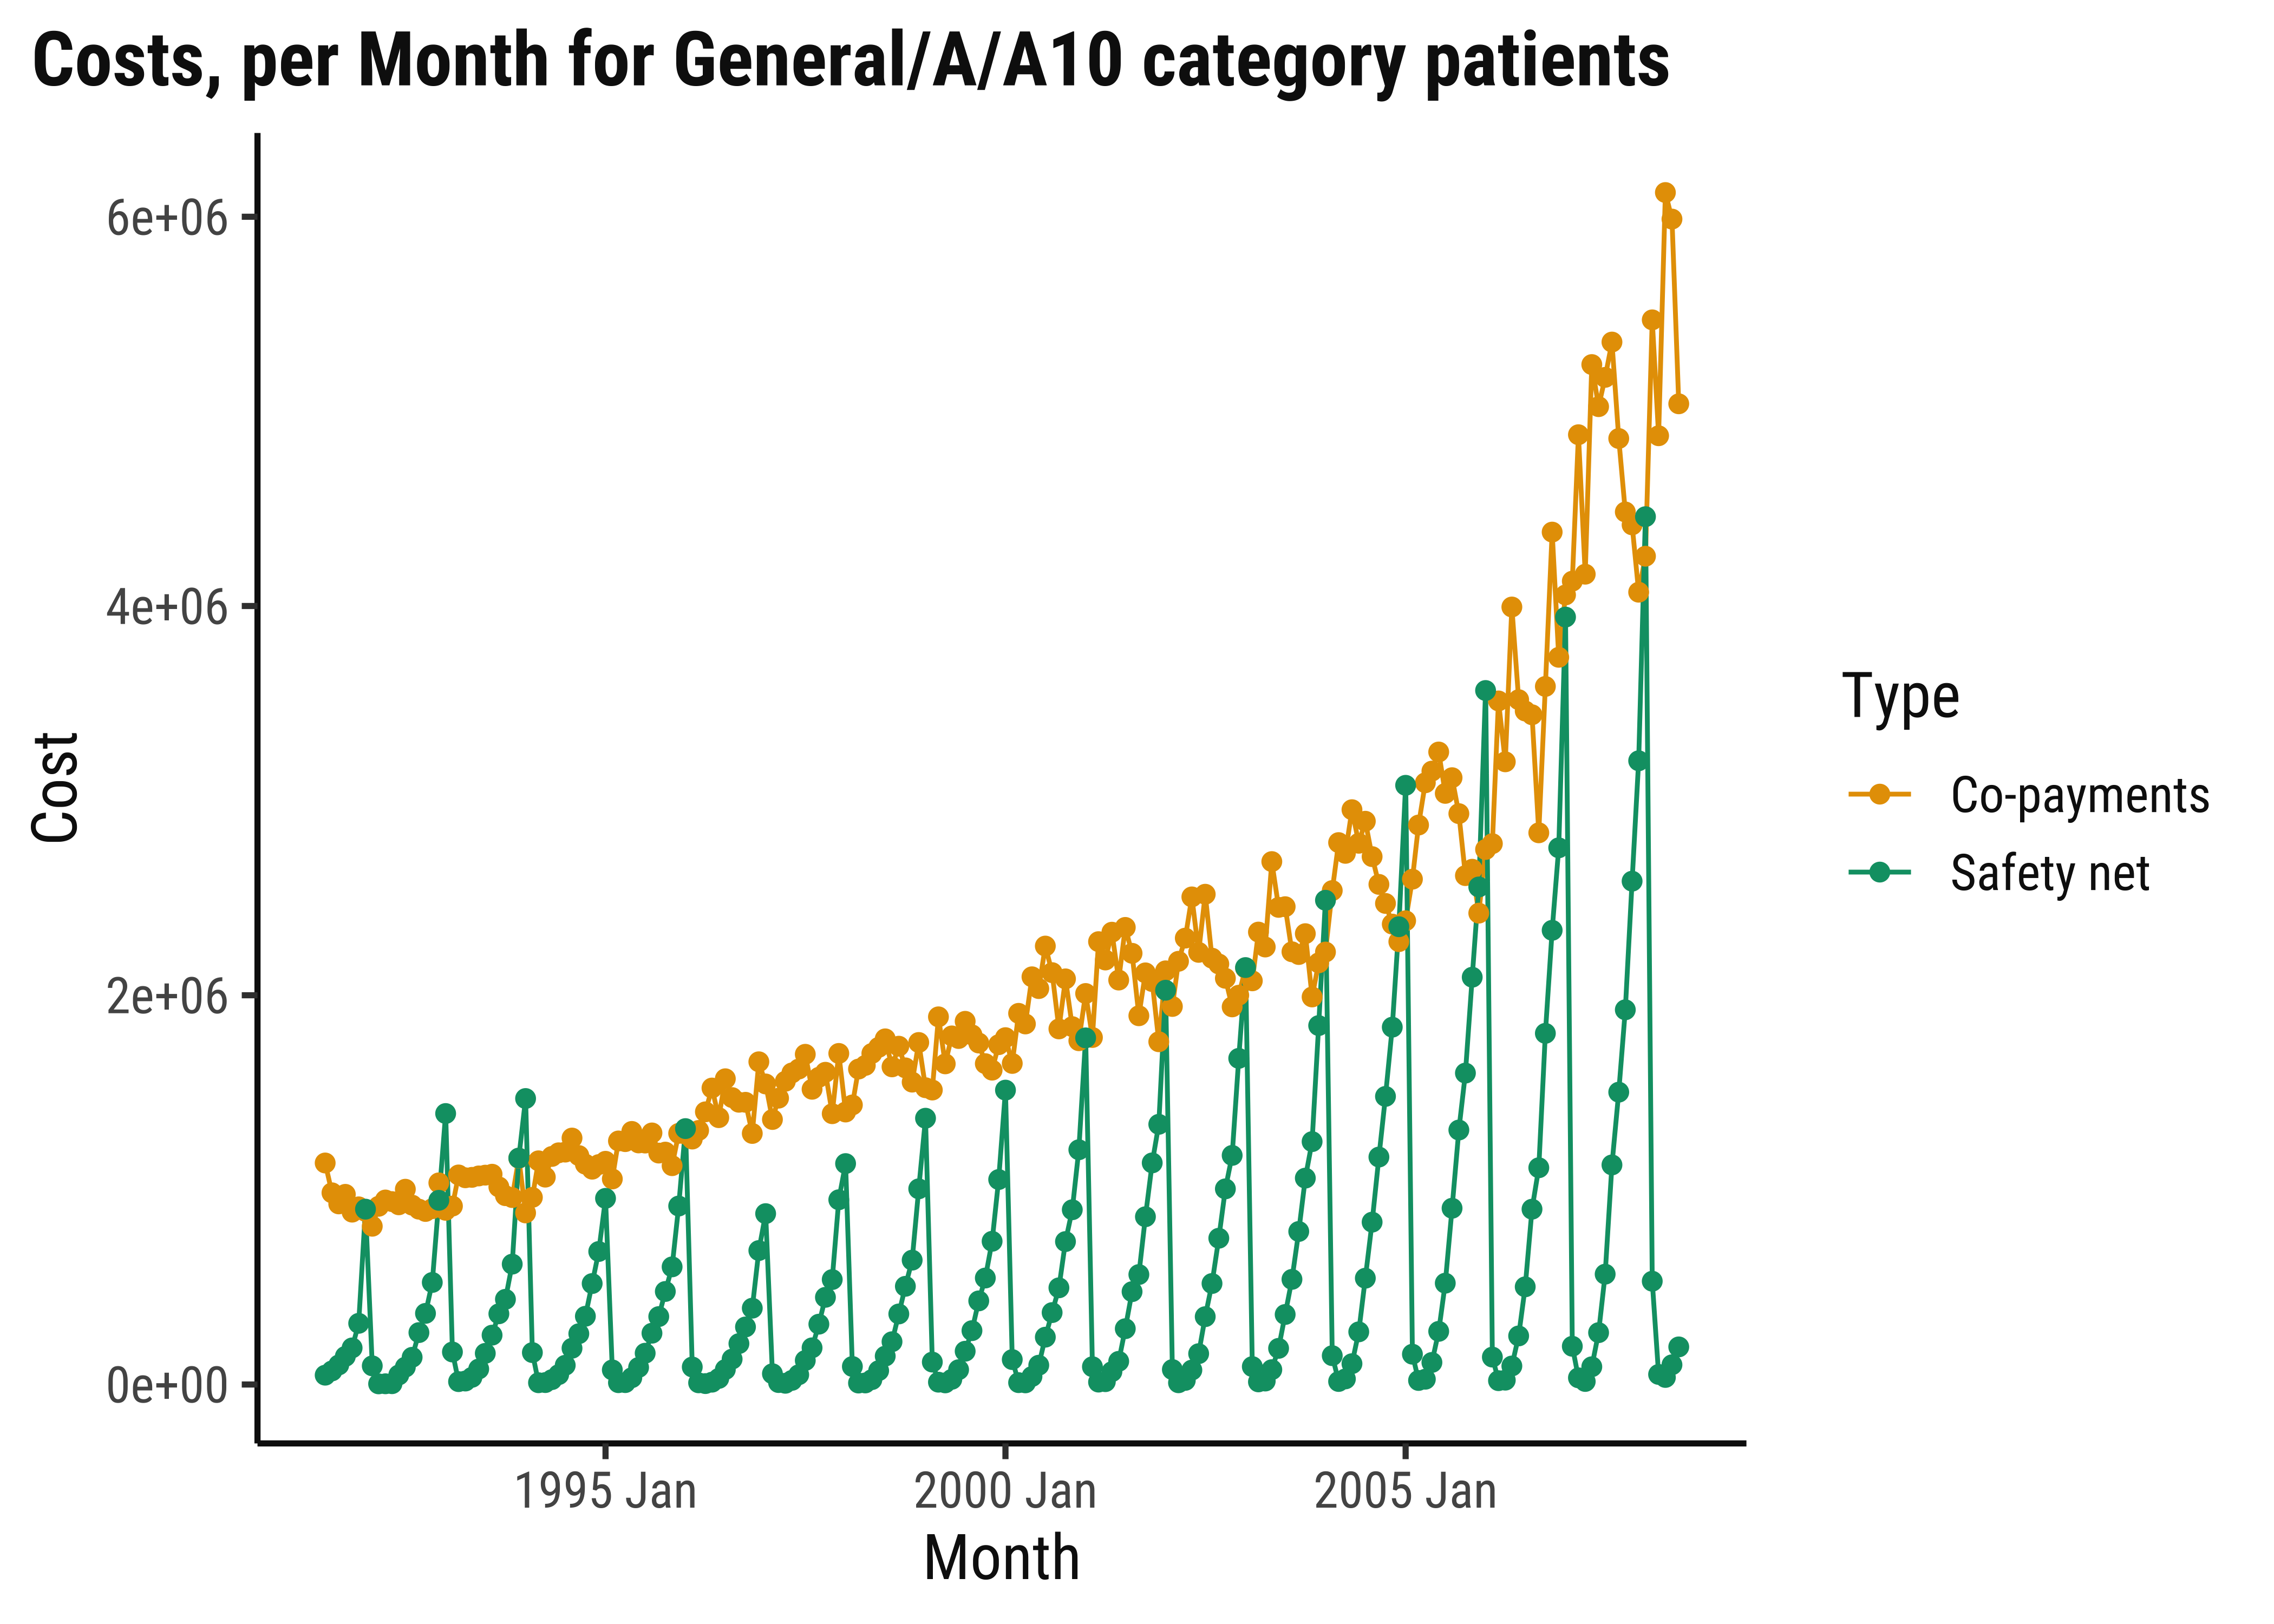 Costs, per Month for General/A/A10 category patients
6e+06
4e+06
2e+06
0e+00
Cost
1995 Jan
2000 Jan
2005 Jan
Month
Type
Co-payments
Safety net